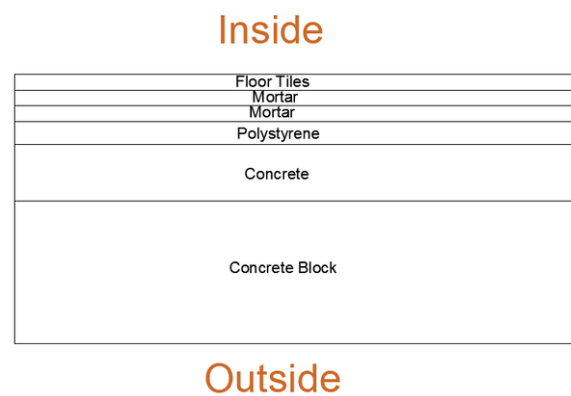 Inside
Floor Tiles
Mortar
Mortar
Polystyrene
Concrete
Concrete Block
Outside